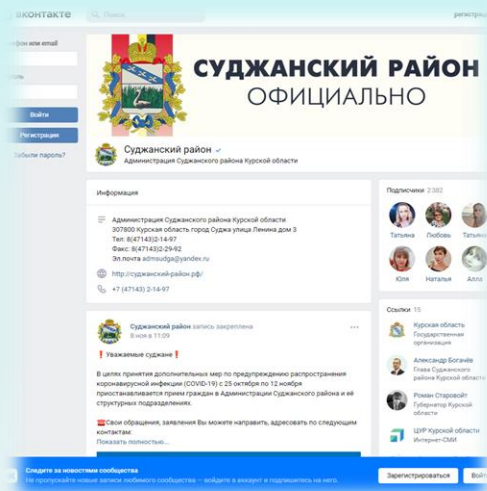 вконтакте
Поиск
СУДЖАНСКИЙ РАЙОН
ОФИЦИАЛЬНО
Войти
Регистрация
Забыли пароль?
Суджанский район
Администрация Суджанского района Курской области
Информация
Администрация Суджанского района Курской области
307800 Курская область город Суджа улица Ленина дом 3
Тел: 8(47143)2-14-97
Факс: 8(47143)2-29-92
Эл.почта admsudga@yandex.ru
http://суджанский-район.рф/
+7 (47143) 2-14-97
Подписчики 2 382
Татьяна Любовь Татьяна
Юля Наталья Алла
Ссылки 15
Курская область
Государственная
организация
Александр Богачёв
Глава Суджанского
района Курской области
Роман Старовойт
Губернатор Курской
области
ЦУР Курской области
Интернет-СМИ
Суджанский район запись закреплена
8 ноя в 11:09
❗ Уважаемые суджане ❗
В целях принятия дополнительных мер по предупреждению распространения
коронавирусной инфекции (COVID-19) с 25 октября по 12 ноября
приостанавливается прием граждан в Администрации Суджанского района и её
структурных подразделениях.
☎Свои обращения, заявления Вы можете направить, адресовать по следующим
контактам:
Показать полностью...
Следите за новостями сообщества
Не пропускайте новые записи любимого сообщества — войдите в аккаунт и подпишитесь на него.
Зарегистрироваться